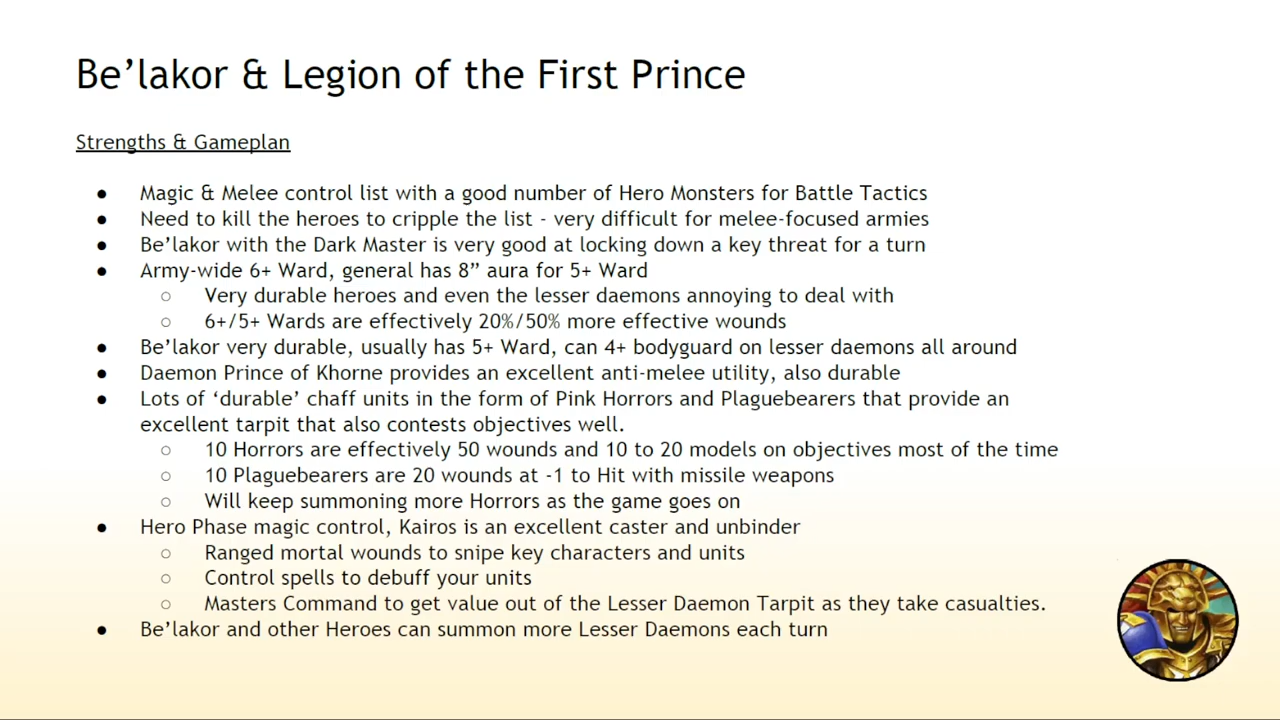 Be’lakor & Legion of the First Prince
Strengths & Gameplan
● Magic & Melee control list with a good number of Hero Monsters for Battle Tactics
● Need to kill the heroes to cripple the list - very difficult for melee-focused armies
● Be’lakor with the Dark Master is very good at locking down a key threat for a turn
● Army-wide 6+ Ward, general has 8” aura for 5+ Ward
○ Very durable heroes and even the lesser daemons annoying to deal with
○ 6+/5+ Wards are effectively 20%/50% more effective wounds
● Be’lakor very durable, usually has 5+ Ward, can 4+ bodyguard on lesser daemons all around
● Daemon Prince of Khorne provides an excellent anti-melee utility, also durable
● Lots of ‘durable’ chaff units in the form of Pink Horrors and Plaguebearers that provide an
excellent tarpit that also contests objectives well.
○ 10 Horrors are effectively 50 wounds and 10 to 20 models on objectives most of the time
○ 10 Plaguebearers are 20 wounds at -1 to Hit with missile weapons
○ Will keep summoning more Horrors as the game goes on
● Hero Phase magic control, Kairos is an excellent caster and unbinder
○ Ranged mortal wounds to snipe key characters and units
○ Control spells to debuff your units
○ Masters Command to get value out of the Lesser Daemon Tarpit as they take casualties.
● Be’lakor and other Heroes can summon more Lesser Daemons each turn